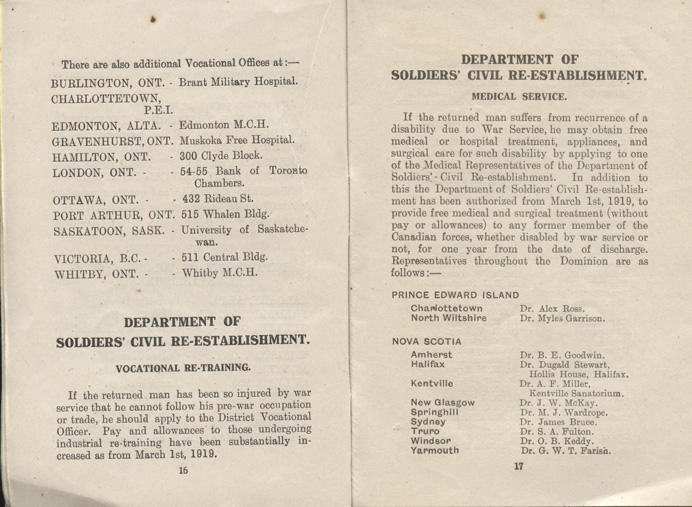 There are also additional Vocational Offices at :—
BURLINGTON, ONT. - Brant Military Hospital.
CHARLOTTETOWN,
P.E.I.
EDMONTON, ALTA. - Edmonton M.C.H.
GRAVENHURST, ONT. Muskoka Free Hospital.
HAMILTON, ONT. - 300 Clyde Block.
LONDON, ONT. - - 54-55 Bank of Toronto
Chambers.
OTTAWA, ONT. - - 432 Rideau St.
PORT ARTHUR, ONT. 515 Whalen Bldg.
SASKATOON, SASK. - University of Saskatche-
wan.
VICTORIA, B.C. - - 511 Central Bldg.
WHITBY, ONT. - - Whitby M.C.H.
DEPARTMENT OF
SOLDIERS' CIVIL RE-ESTABLISHMENT.
VOCATIONAL RE-TRAINING.
If the returned man has been so injured by war
service that he cannot follow his pre-war occupation
or trade, he should apply to the District Vocational
Officer. Pay and allowances to those undergoing
industrial re-training have been substantially in-
creased as from March 1st, 1919.
16
DEPARTMENT OF
SOLDIERS' CIVIL RE-ESTABLISHMENT.
MEDICAL SERVICE.
If the returned man suffers from recurrence of a
disability due to War Service, he may obtain free
medical or hospital treatment, appliances, and
surgical care for such disability by applying to one
of the Medical Representatives of the Department of
Soldiers' Civil Re-establishment. In addition to
this the Department of Soldiers' Civil Re-establish-
ment has been authorized from March 1st, 1919, to
provide free medical and surgical treatment (without
pay or allowances) to any former member of the
Canadian forces, whether disabled by war service or
not, for one year from the date of discharge.
Representatives throughout the Dominion are as
follows :—
PRINCE EDWARD ISLAND
Charlottetown Dr. Alex Ross.
North Wiltshire Dr. Myles Garrison.
NOVA SCOTIA
Amherst Dr. B. E. Goodwin.
Halifax Dr. Dugald Stewart,
Hollis House, Halifax.
Kentville Dr. A. F. Miller,
Kentville Sanatorium.
New Glasgow Dr. J. W. McKay.
Springhill Dr. M. J. Wardrope.
Sydney Dr. James Bruce.
Truro Dr. S. A. Fulton.
Windsor Dr. O. B. Keddy.
Yarmouth Dr. G. W. T. Farish.
17